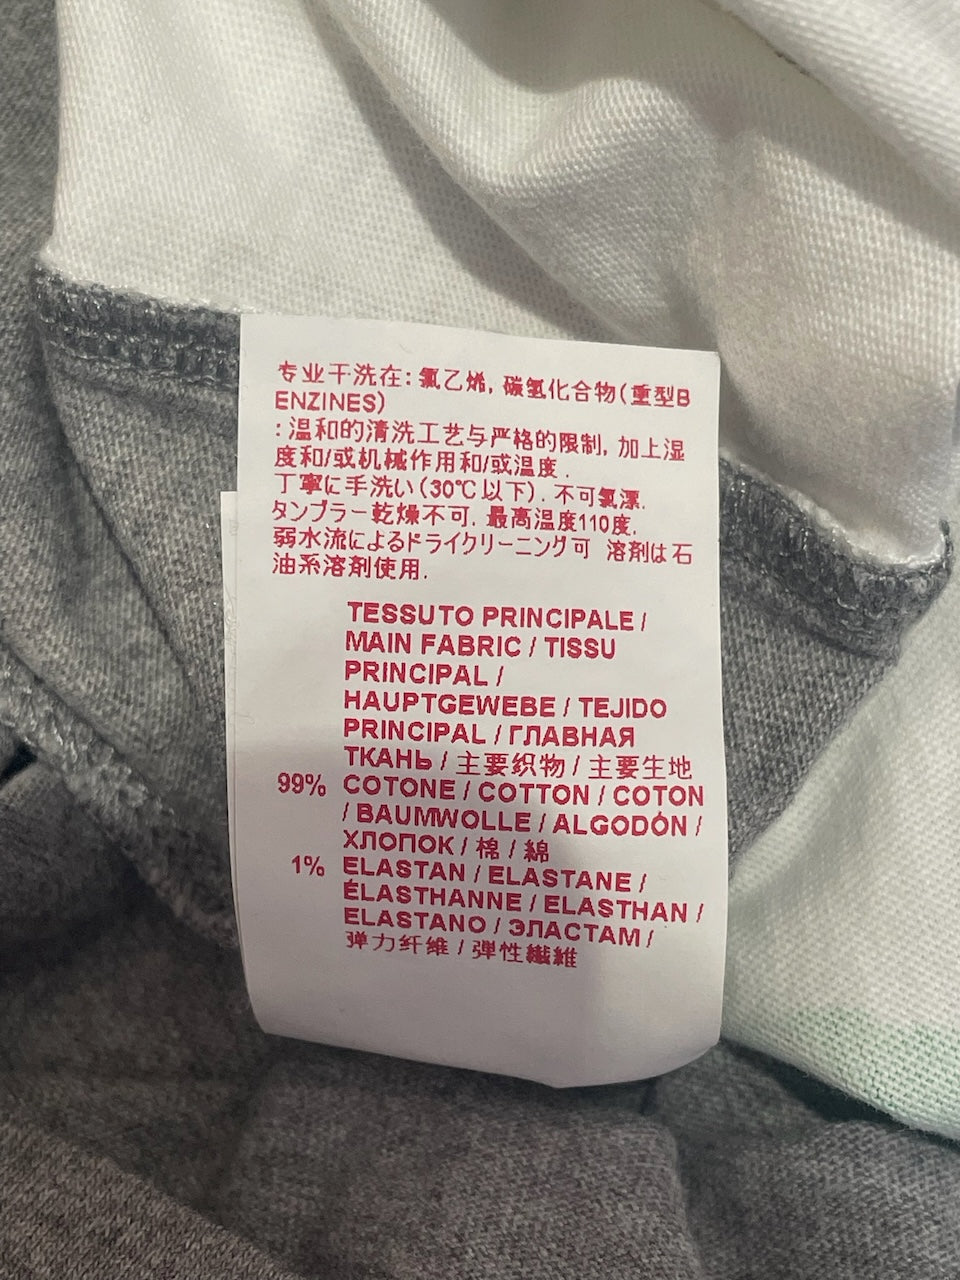 专业干洗在: 氯乙烯, 碳氢化合物(重型B
ENZINES)
: 温和的清洗工艺与严格的限制, 加上湿
度和/或机械作用和/或温度 .
丁寧に手洗い (30℃ 以下) . 不可氯漂.
タンブラー乾燥不可. 最高温度110度.
弱水流によるドライクリーニング可 溶剤は石
油系溶剤使用.
TESSUTO PRINCIPALE /
MAIN FABRIC / TISSU
PRINCIPAL /
HAUPTGEWEBE / TEJIDO
PRINCIPAL / ГЛАВНАЯ
ТКАНЬ / 主要织物 / 主要生地
99% COTONE / COTTON / COTON
/ BAUMWOLLE / ALGODÓN /
ХЛОПОК / 棉 / 綿
1% ELASTAN / ELASTANE /
ÉLASTHANNE / ELASTHAN /
ELASTANO / ЭЛАСТАМ /
弹力纤维 / 弾性繊維